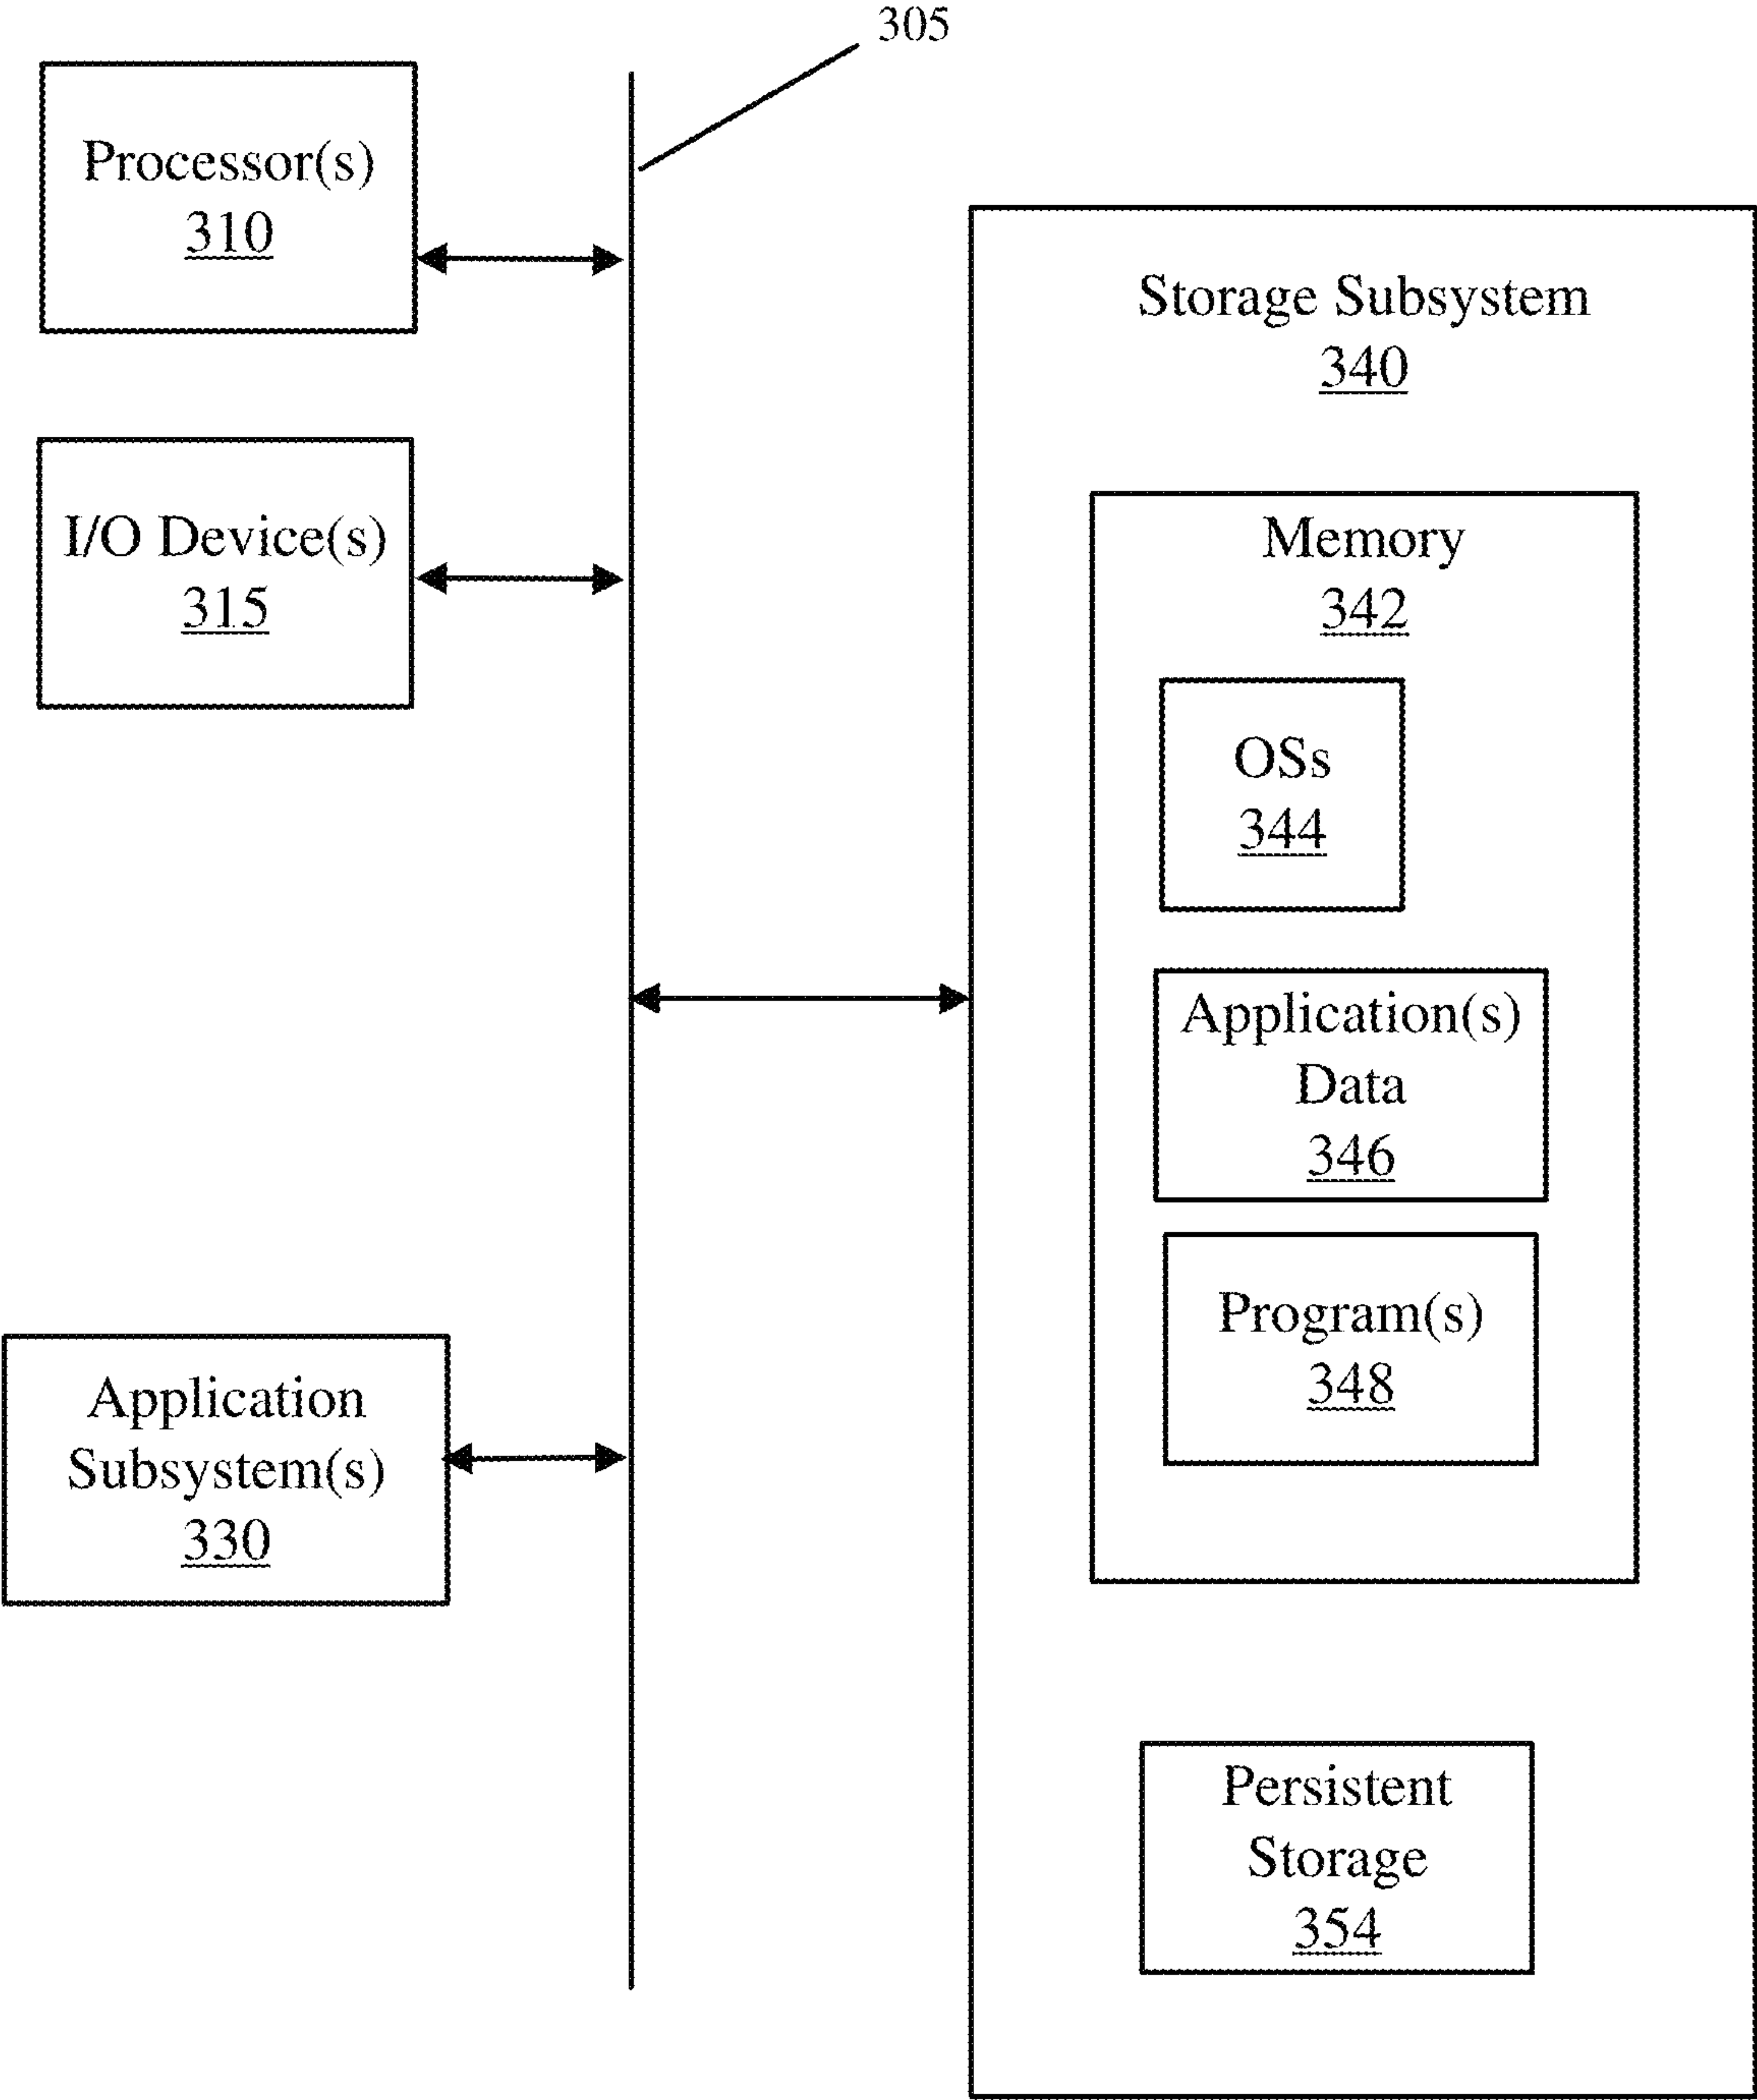 305
Processor(s)
310
I/O Device(s)
315
Application
Subsystem(s)
330
Storage Subsystem
340
Memory
342
OSs
344
Application(s)
Data
346
Program(s)
348
Persistent
Storage
354